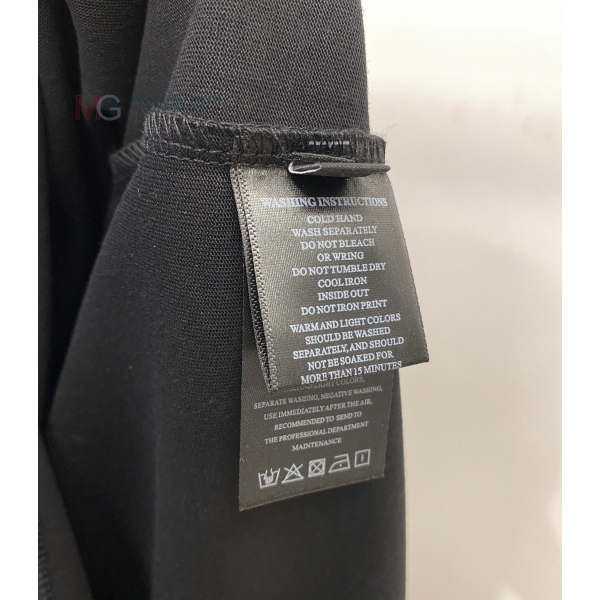 MG
WASHING INSTRUCTIONS
COLD HAND
WASH SEPARATELY
DO NOT BLEACH
OR WRING
DO NOT TUMBLE DRY
COOL IRON
INSIDE OUT
DO NOT IRON PRINT
WARM AND LIGHT COLORS
SHOULD BE WASHED
SEPARATELY, AND SHOULD
NOT BE SOAKED FOR
MORE THAN 15 MINUTES
LIGHT COLORS,
SEPARATE WASHING, NEGATIVE WASHING,
USE IMMEDIATELY AFTER THE AIR,
RECOMMENDED TO SEND TO
THE PROFESSIONAL DEPARTMENT
MAINTENANCE